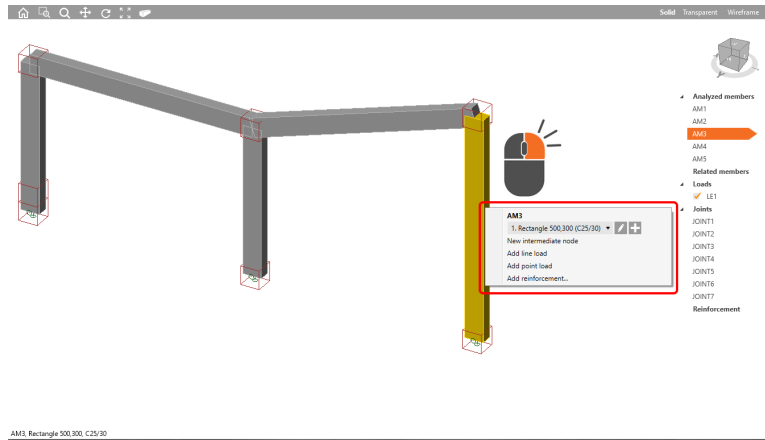 Solid Transparent Wireframe
Analyzed members
AM1
AM2
AM3
AM4
AM5
Related members
Loads
LE1
Joints
JOINT1
JOINT2
JOINT3
JOINT4
JOINT5
JOINT6
JOINT7
Reinforcement
AM3
1. Rectangle 500,300 (C25/30)
New intermediate node
Add line load
Add point load
Add reinforcement...
AM3, Rectangle 500,300, C25/30